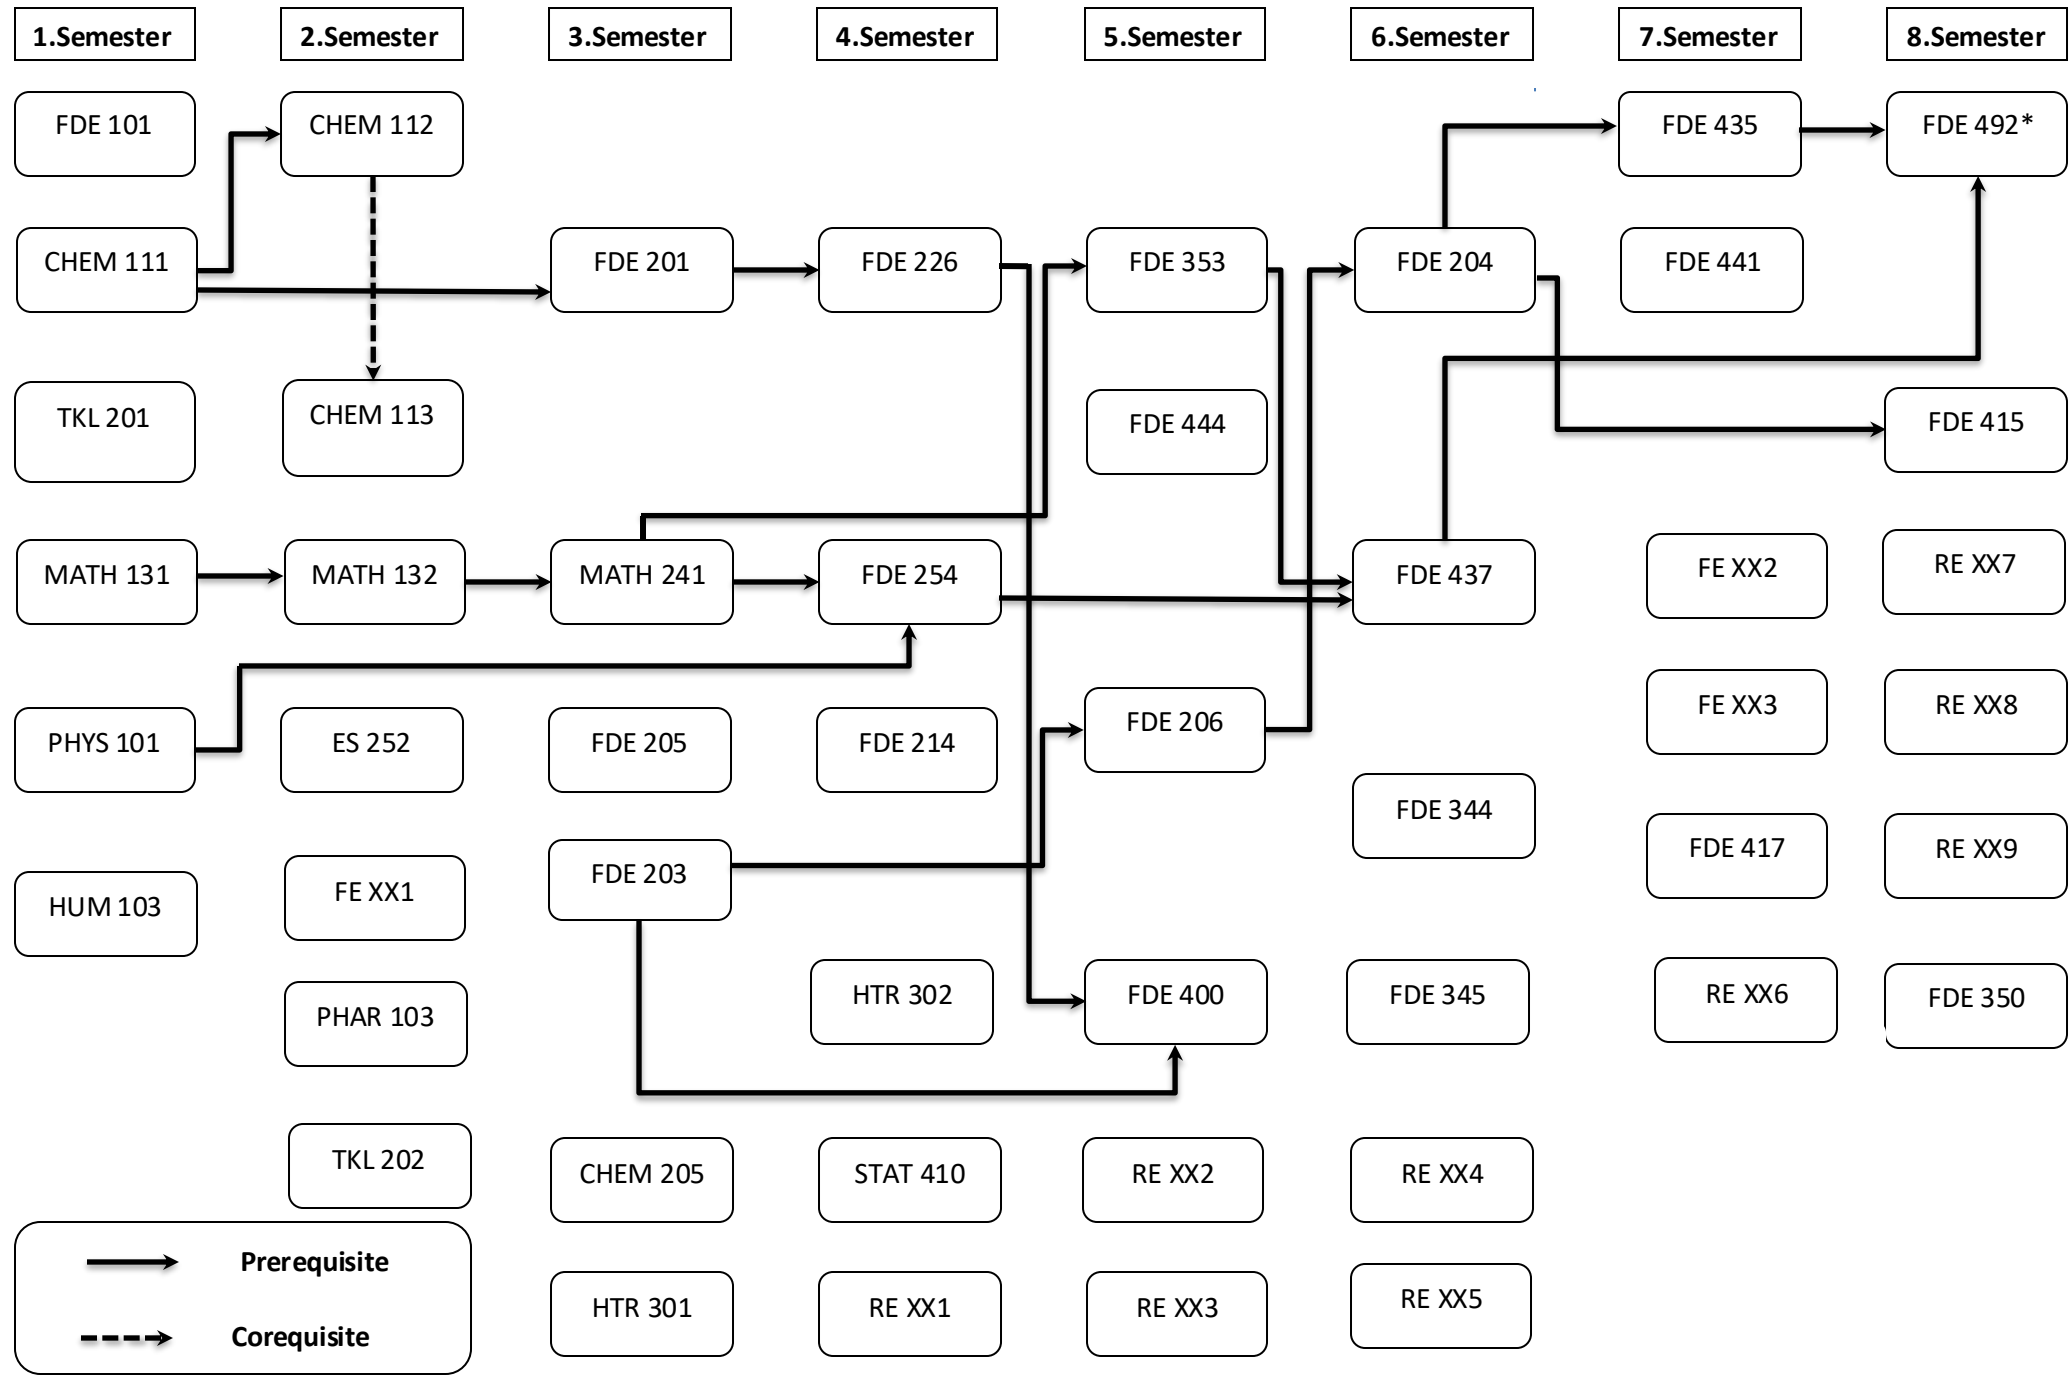 1.Semester
2.Semester
3.Semester
4.Semester
5.Semester
6.Semester
7.Semester
8.Semester
FDE 101
CHEM 112
FDE 435
FDE 492*
CHEM 111
FDE 201
FDE 226
FDE 353
FDE 204
FDE 441
TKL 201
CHEM 113
FDE 444
FDE 415
MATH 131
MATH 132
MATH 241
FDE 254
FDE 437
FE XX2
RE XX7
PHYS 101
ES 252
FDE 205
FDE 214
FDE 206
FE XX3
RE XX8
FDE 344
HUM 103
FE XX1
FDE 203
FDE 417
RE XX9
PHAR 103
HTR 302
FDE 400
FDE 345
RE XX6
FDE 350
TKL 202
CHEM 205
STAT 410
RE XX2
RE XX4
Prerequisite
HTR 301
RE XX1
RE XX3
RE XX5
Corequisite